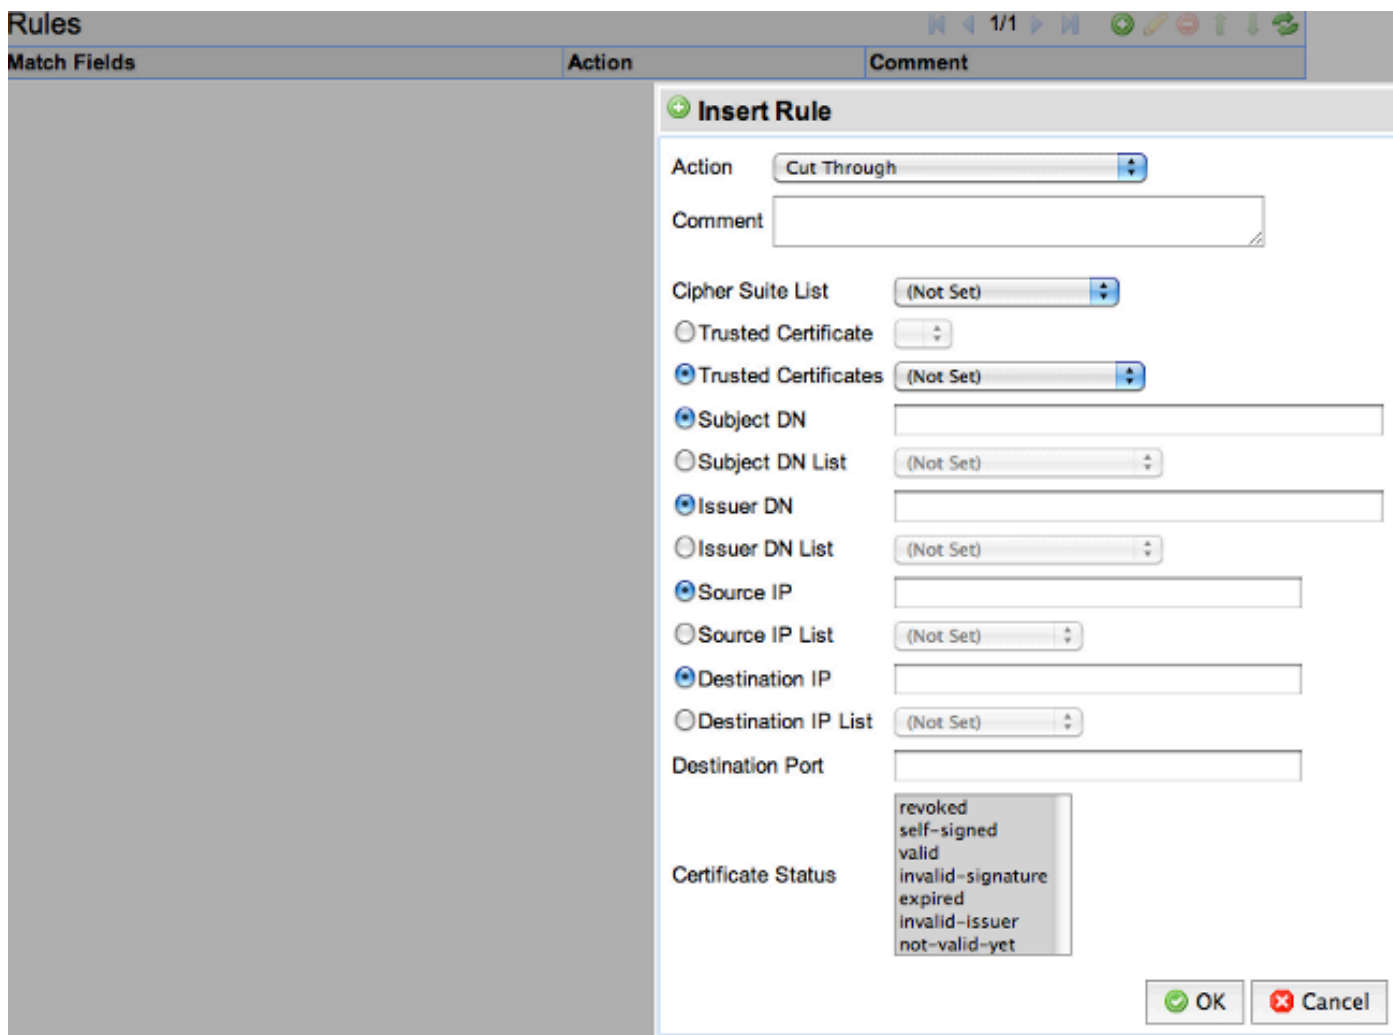 Rules 1/1
Match Fields Action Comment
Insert Rule
Action Cut Through
Comment
Cipher Suite List (Not Set)
Trusted Certificate
Trusted Certificates (Not Set)
Subject DN
Subject DN List (Not Set)
Issuer DN
Issuer DN List (Not Set)
Source IP
Source IP List (Not Set)
Destination IP
Destination IP List (Not Set)
Destination Port
Certificate Status
revoked
self-signed
valid
invalid-signature
expired
invalid-issuer
not-valid-yet
OK Cancel